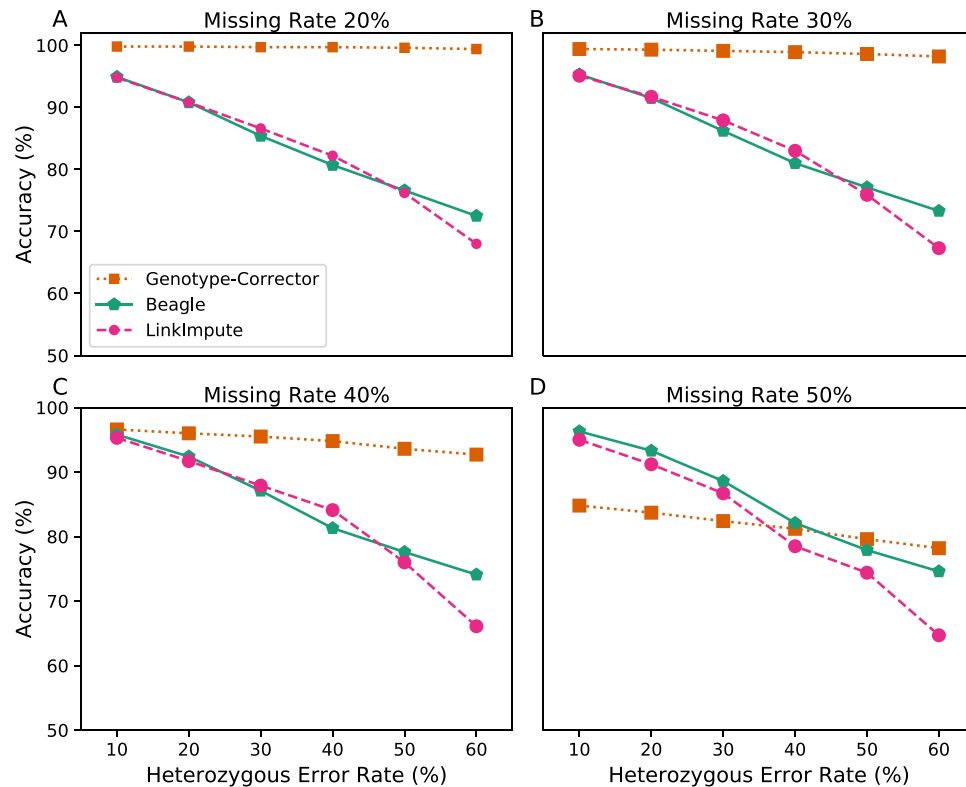 A
Missing Rate 20%
B
Missing Rate 30%
100
90
80
70
60
50
Accuracy (%)
Genotype-Corrector
Beagle
LinkImpute
C
Missing Rate 40%
D
Missing Rate 50%
100
90
80
70
60
50
Accuracy (%)
10 20 30 40 50 60
10 20 30 40 50 60
Heterozygous Error Rate (%)
Heterozygous Error Rate (%)